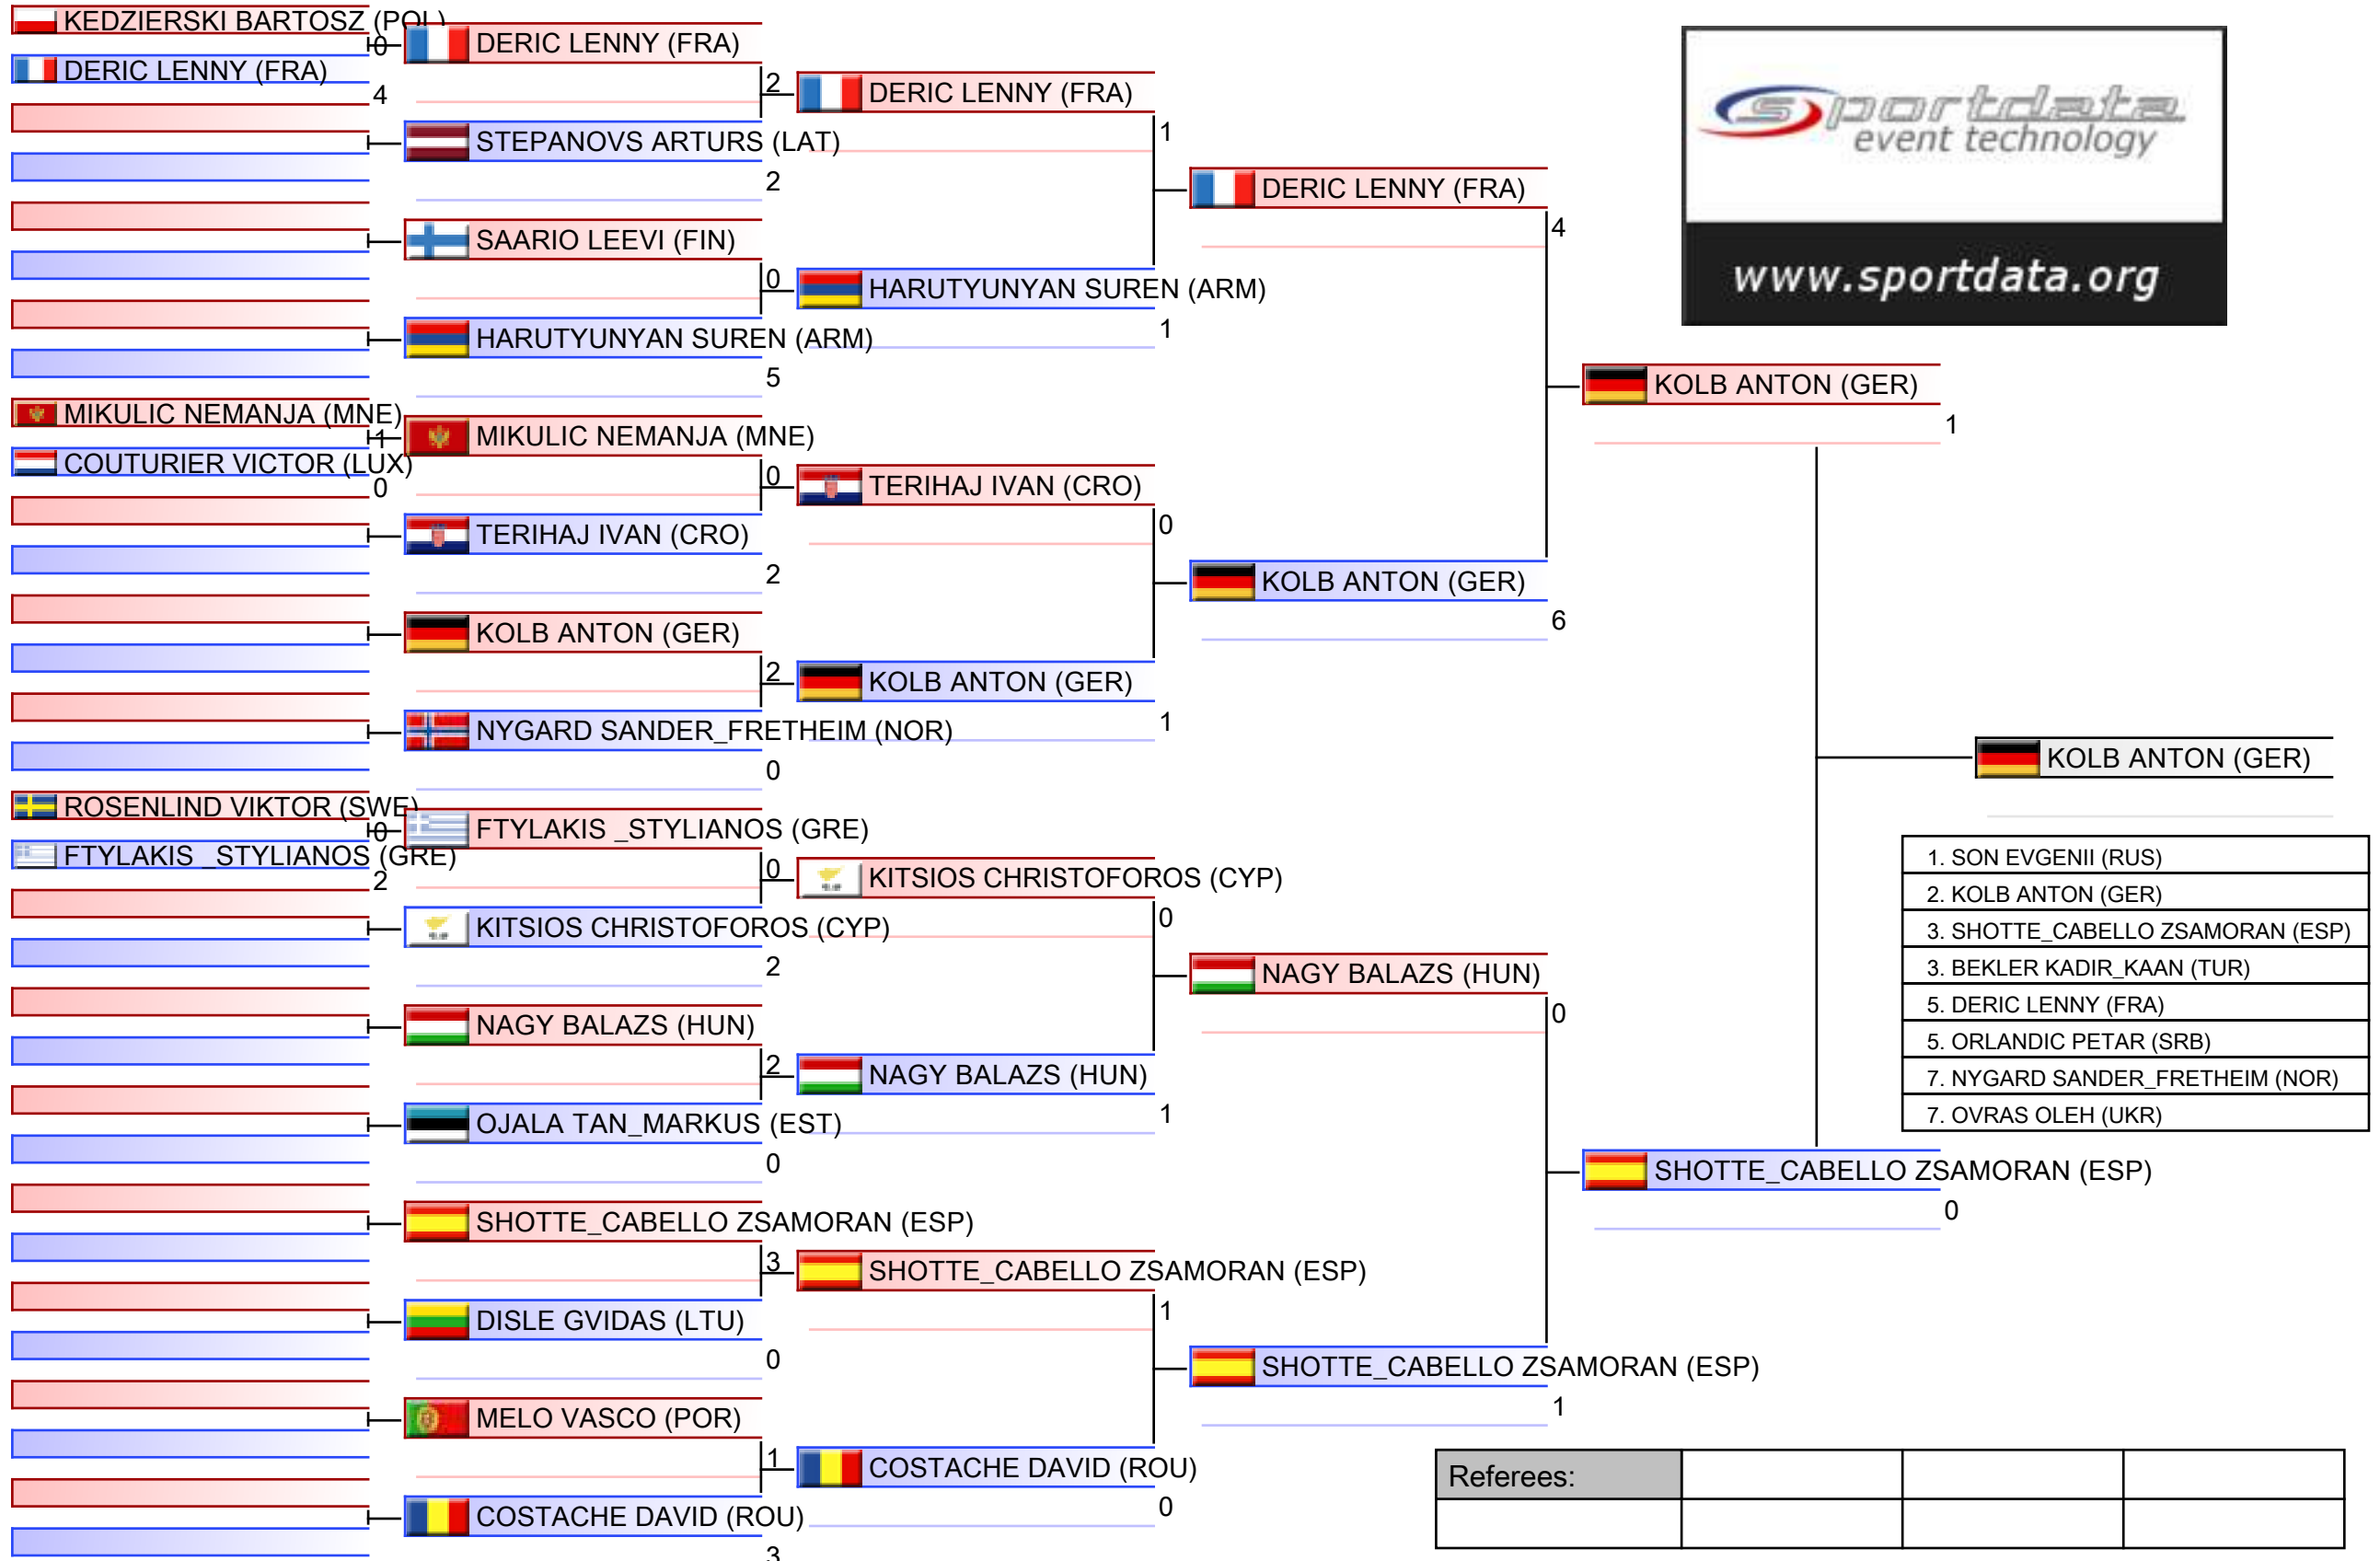 KEDZIERSKI BARTOSZ (POL)
0
DERIC LENNY (FRA)
4
MIKULIC NEMANJA (MNE)
1
COUTURIER VICTOR (LUX)
0
ROSENLIND VIKTOR (SWE)
0
FTYLAKIS _STYLIANOS (GRE)
2
DERIC LENNY (FRA)
2
STEPANOVS ARTURS (LAT)
2
SAARIO LEEVI (FIN)
0
HARUTYUNYAN SUREN (ARM)
5
MIKULIC NEMANJA (MNE)
0
TERIHAJ IVAN (CRO)
2
KOLB ANTON (GER)
2
NYGARD SANDER_FRETHEIM (NOR)
0
FTYLAKIS _STYLIANOS (GRE)
0
KITSIOS CHRISTOFOROS (CYP)
2
NAGY BALAZS (HUN)
2
OJALA TAN_MARKUS (EST)
0
SHOTTE_CABELLO ZSAMORAN (ESP)
3
DISLE GVIDAS (LTU)
0
MELO VASCO (POR)
1
COSTACHE DAVID (ROU)
3
DERIC LENNY (FRA)
1
HARUTYUNYAN SUREN (ARM)
1
TERIHAJ IVAN (CRO)
0
KOLB ANTON (GER)
1
KITSIOS CHRISTOFOROS (CYP)
0
NAGY BALAZS (HUN)
1
SHOTTE_CABELLO ZSAMORAN (ESP)
1
COSTACHE DAVID (ROU)
0
DERIC LENNY (FRA)
4
KOLB ANTON (GER)
6
NAGY BALAZS (HUN)
0
SHOTTE_CABELLO ZSAMORAN (ESP)
1
KOLB ANTON (GER)
1
SHOTTE_CABELLO ZSAMORAN (ESP)
0
KOLB ANTON (GER)
sportdata
event technology
www.sportdata.org
1. SON EVGENII (RUS)
2. KOLB ANTON (GER)
3. SHOTTE_CABELLO ZSAMORAN (ESP)
3. BEKLER KADIR_KAAN (TUR)
5. DERIC LENNY (FRA)
5. ORLANDIC PETAR (SRB)
7. NYGARD SANDER_FRETHEIM (NOR)
7. OVRAS OLEH (UKR)
Referees: